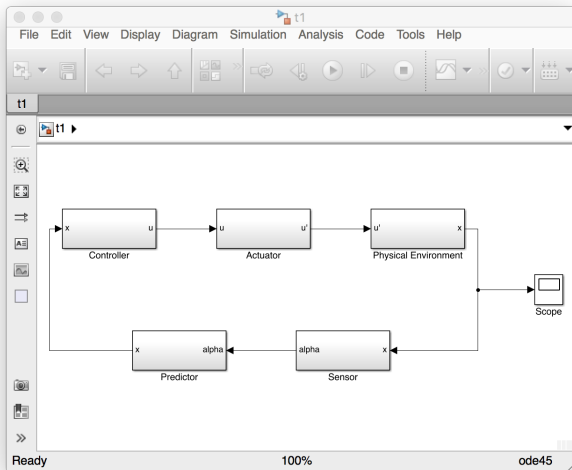 t1
File Edit View Display Diagram Simulation Analysis Code Tools Help
t1
t1
x u
Controller
u u'
Actuator
u' x
Physical Environment
Scope
x alpha
Predictor
alpha x
Sensor
Ready 100% ode45